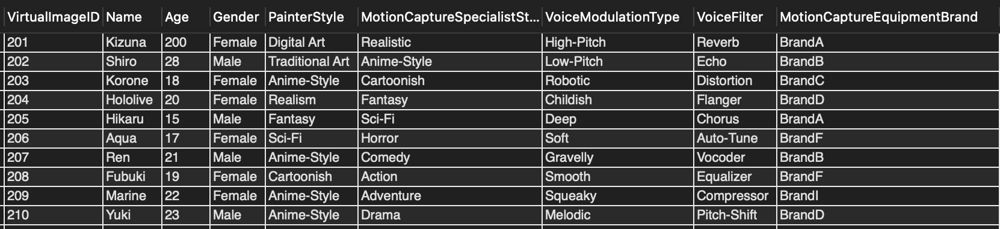 VirtualImageID Name Age Gender PainterStyle MotionCaptureSpecialistSt... VoiceModulationType VoiceFilter MotionCaptureEquipmentBrand
201 Kizuna 200 Female Digital Art Realistic High-Pitch Reverb BrandA
202 Shiro 28 Male Traditional Art Anime-Style Low-Pitch Echo BrandB
203 Korone 18 Female Anime-Style Cartoonish Robotic Distortion BrandC
204 Hololive 20 Female Realism Fantasy Childish Flanger BrandD
205 Hikaru 15 Male Fantasy Sci-Fi Deep Chorus BrandA
206 Aqua 17 Female Sci-Fi Horror Soft Auto-Tune BrandF
207 Ren 21 Male Anime-Style Comedy Gravelly Vocoder BrandB
208 Fubuki 19 Female Cartoonish Action Smooth Equalizer BrandF
209 Marine 22 Female Anime-Style Adventure Squeaky Compressor BrandI
210 Yuki 23 Male Anime-Style Drama Melodic Pitch-Shift BrandD